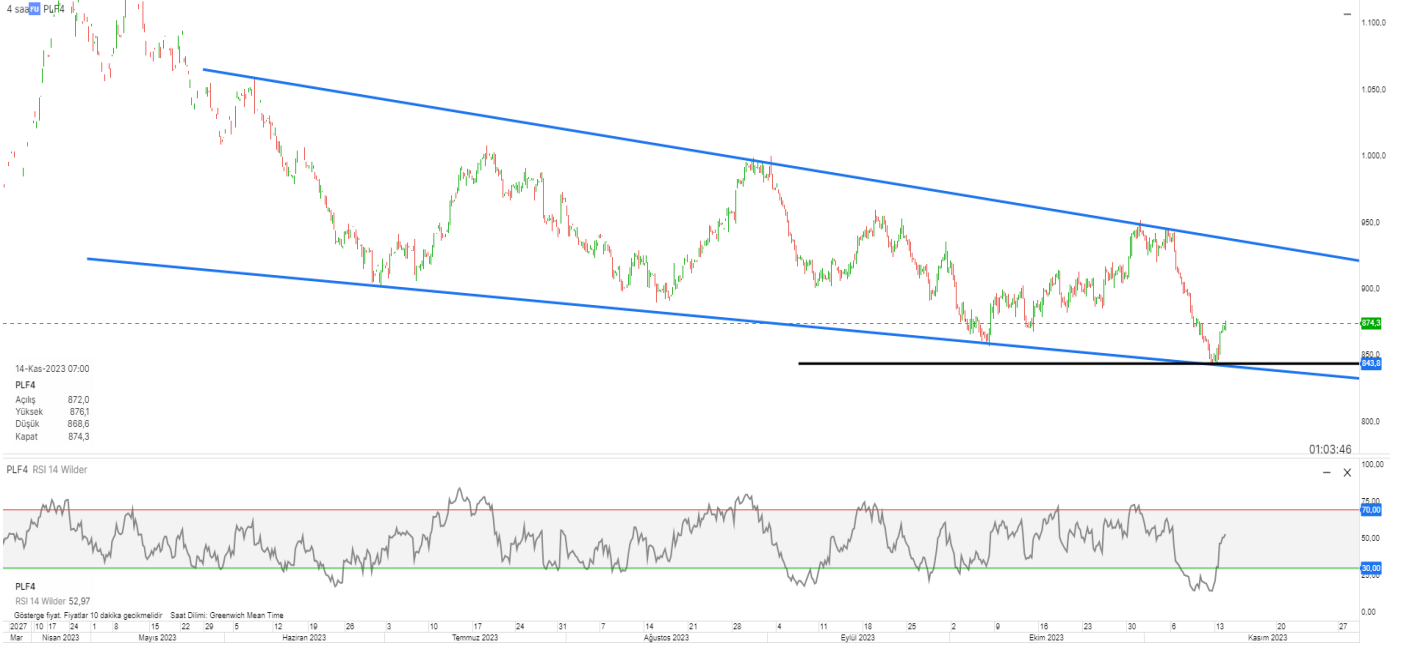 4 saat FU PLF4
1.100,0
1.050,0
1.000,0
950,0
900,0
874,3
850,0
843,8
800,0
14-Kas-2023 07:00
PLF4
Açılış 872,0
Yüksek 876,1
Düşük 868,6
Kapat 874,3
01:03:46
PLF4 RSI 14 Wilder
100,00
75,00
70,00
50,00
30,00
25,00
0,00
PLF4
RSI 14 Wilder 52,97
Gösterge fiyat. Fiyatlar 10 dakika gecikmelidir Saat Dilimi: Greenwich Mean Time
2027 10 17 24 1 8 15 22 29 5 12 19 26 3 10 17 24 31 7 14 21 28 4 11 18 25 2 9 16 23 30 6 13 20 27
Mar Nisan 2023 Mayıs 2023 Haziran 2023 Temmuz 2023 Ağustos 2023 Eylül 2023 Ekim 2023 Kasım 2023